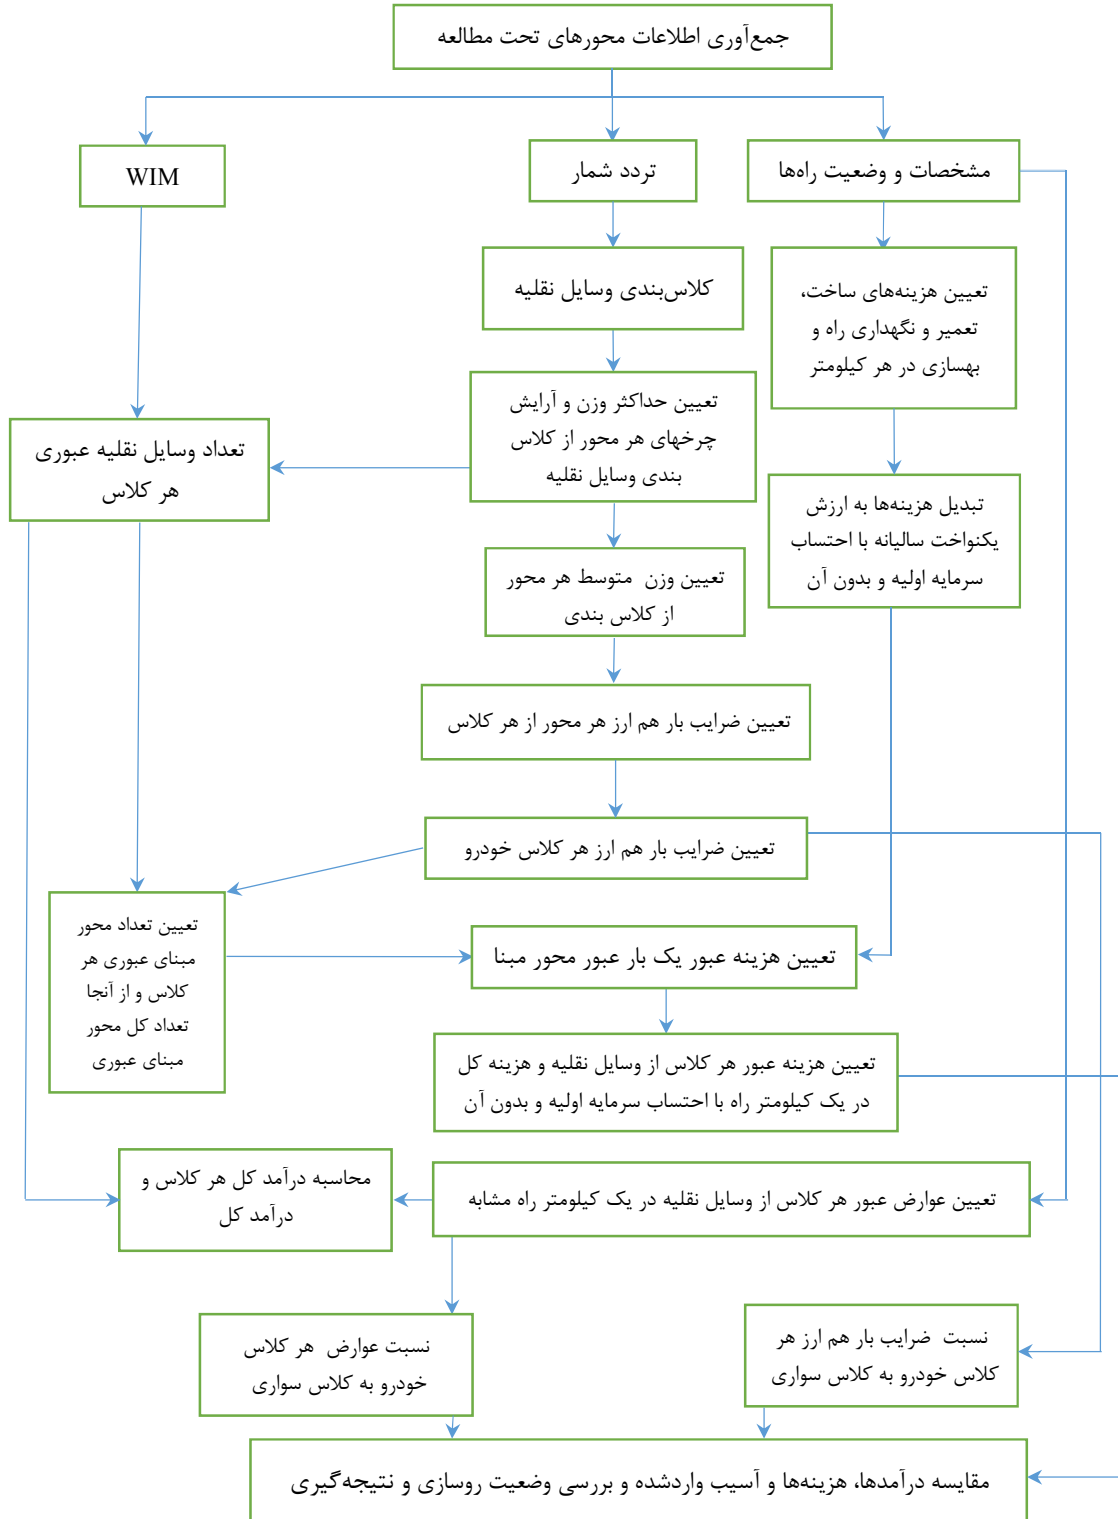 جمع‌آوری اطلاعات محورهای تحت مطالعه
مشخصات و وضعیت راه‌ها
تردد شمار
WIM
کلاس‌بندی وسایل نقلیه
تعیین هزینه‌های ساخت،
تعمیر و نگهداری راه و
بهسازی در هر کیلومتر
تعیین حداکثر وزن و آرایش
چرخهای هر محور از کلاس
بندی وسایل نقلیه
تعداد وسایل نقلیه عبوری
هر کلاس
تبدیل هزینه‌ها به ارزش
یکنواخت سالیانه با احتساب
سرمایه اولیه و بدون آن
تعیین وزن متوسط هر محور
از کلاس بندی
تعیین ضرایب بار هم ارز هر محور از هر کلاس
تعیین ضرایب بار هم ارز هر کلاس خودرو
تعیین تعداد محور
مبنای عبوری هر
کلاس و از آنجا
تعداد کل محور
مبنای عبوری
تعیین هزینه عبور یک بار عبور محور مبنا
تعیین هزینه عبور هر کلاس از وسایل نقلیه و هزینه کل
در یک کیلومتر راه با احتساب سرمایه اولیه و بدون آن
تعیین عوارض عبور هر کلاس از وسایل نقلیه در یک کیلومتر راه مشابه
محاسبه درآمد کل هر کلاس و
درآمد کل
نسبت ضرایب بار هم ارز هر
کلاس خودرو به کلاس سواری
نسبت عوارض هر کلاس
خودرو به کلاس سواری
مقایسه درآمدها، هزینه‌ها و آسیب واردشده و بررسی وضعیت روسازی و نتیجه‌گیری